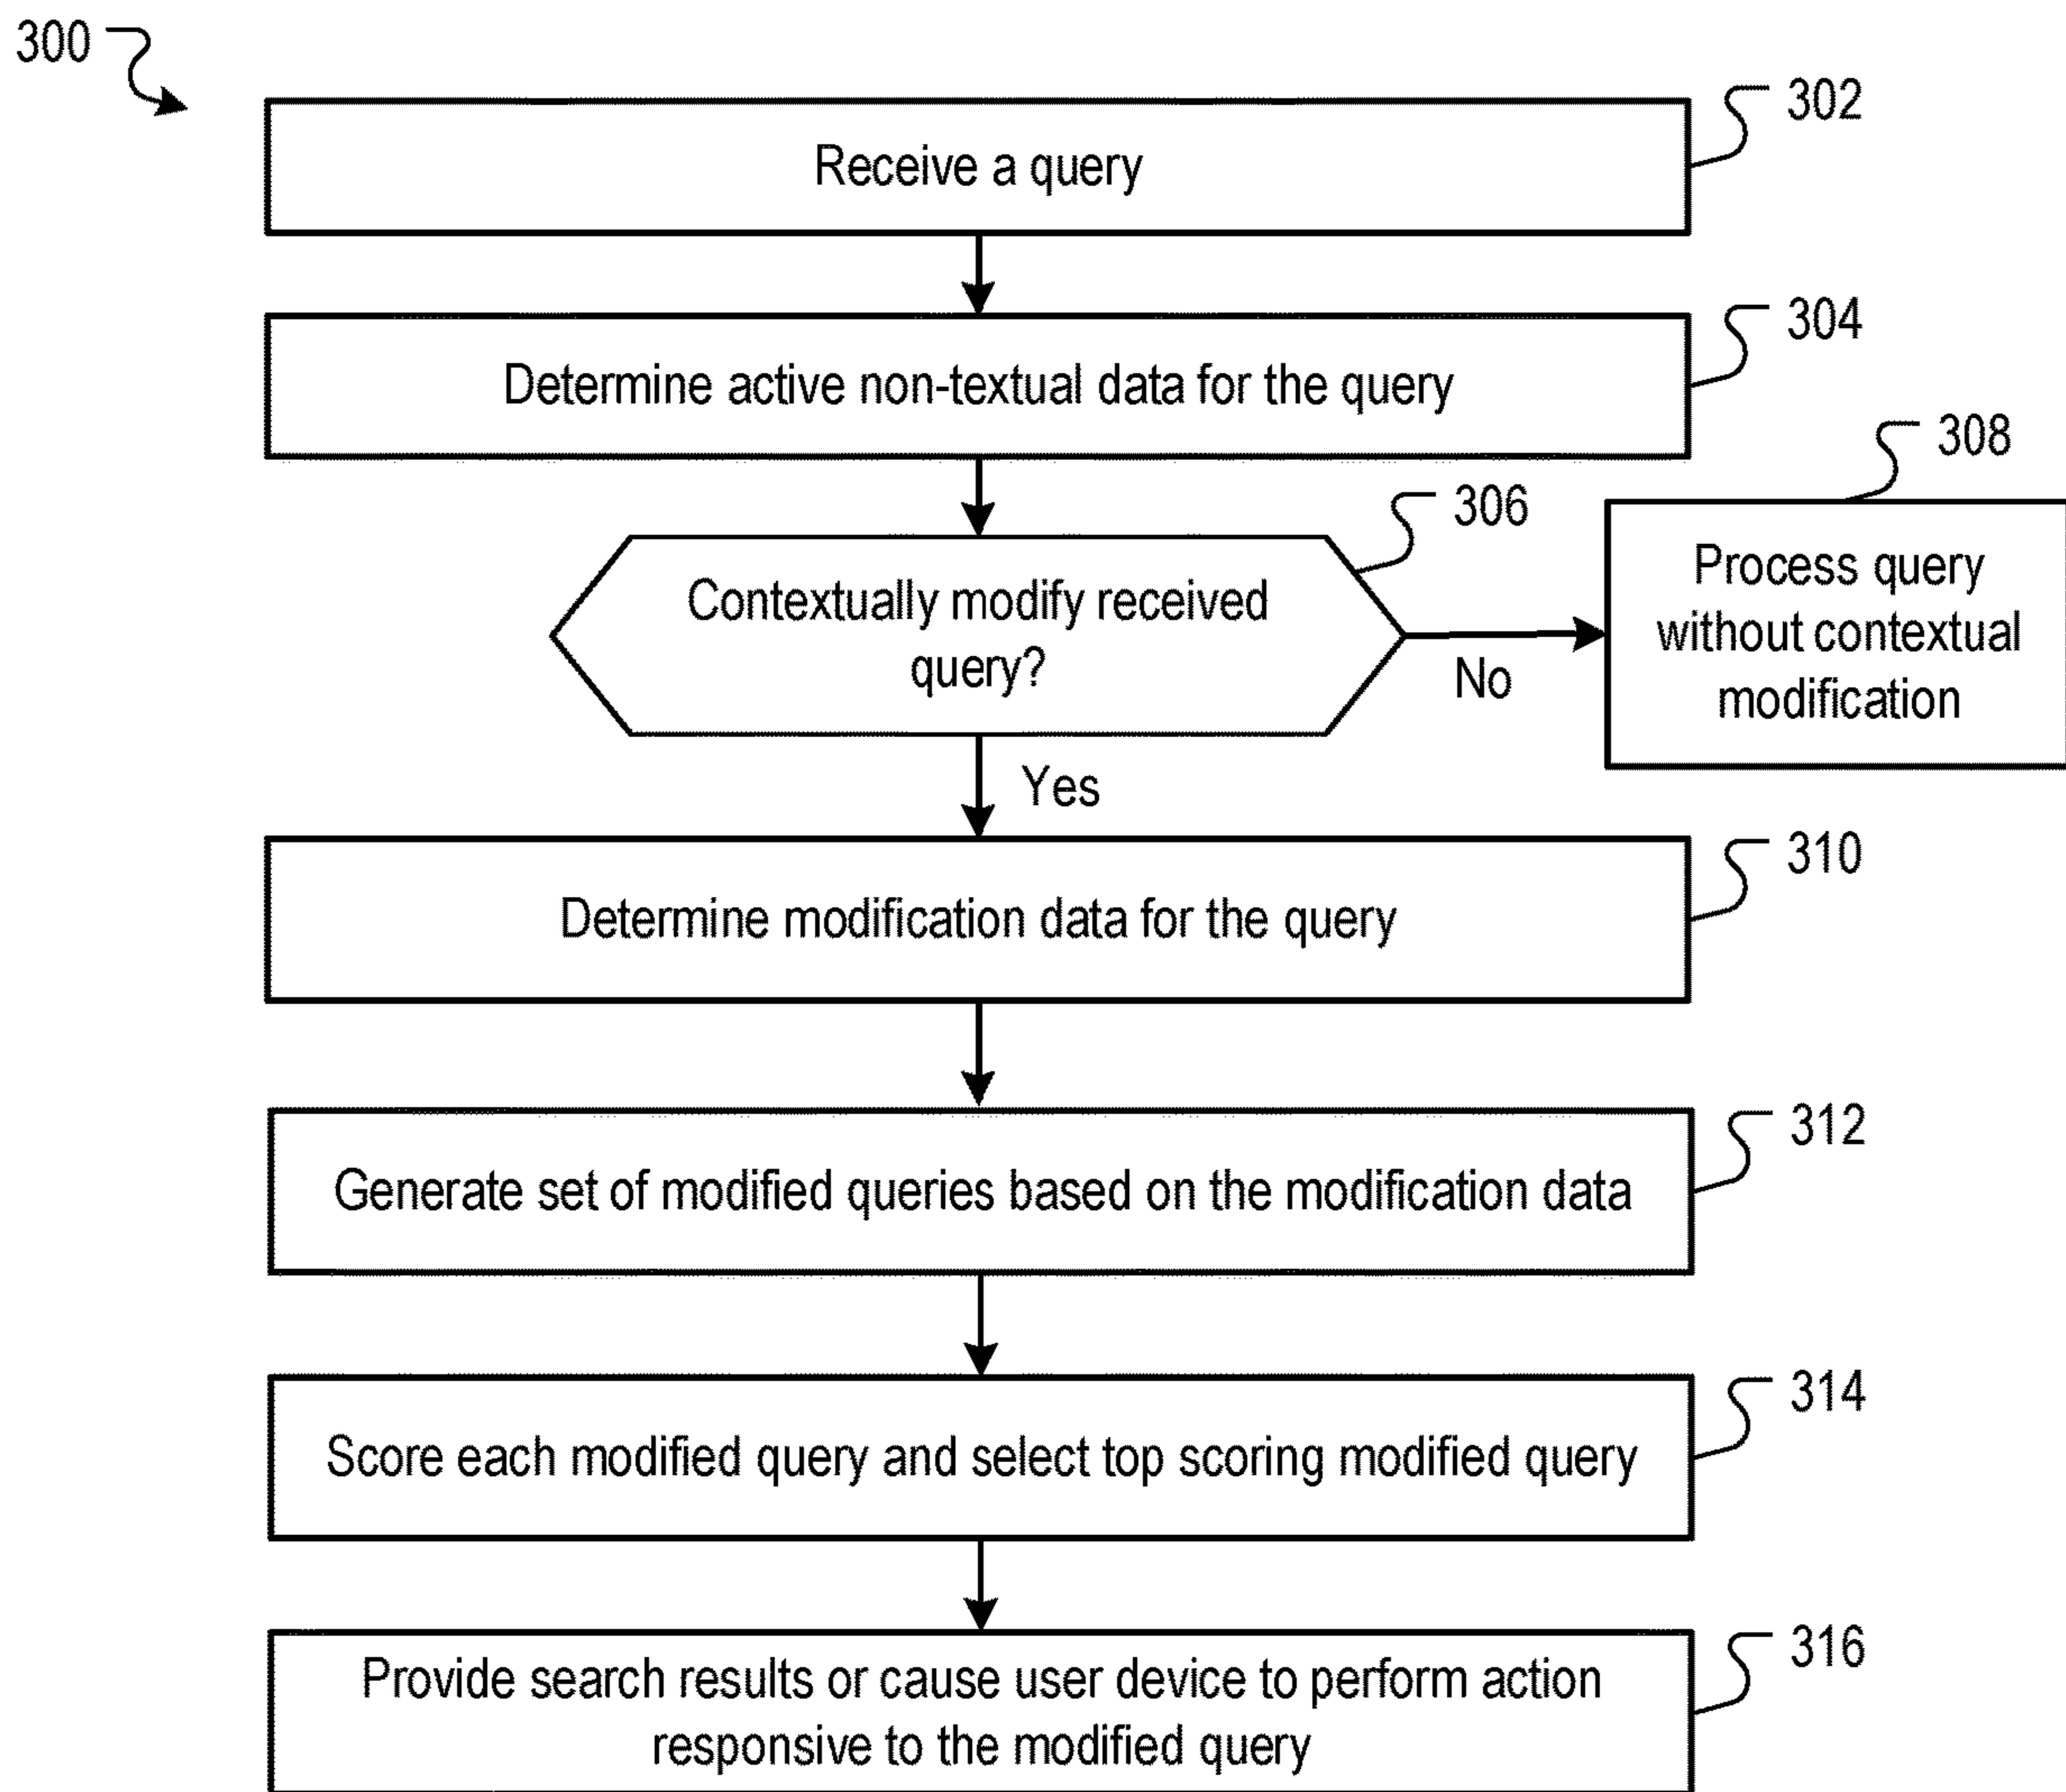 300
302
Receive a query
304
Determine active non-textual data for the query
308
306
Contextually modify received
query?
No
Process query
without contextual
modification
Yes
310
Determine modification data for the query
312
Generate set of modified queries based on the modification data
314
Score each modified query and select top scoring modified query
316
Provide search results or cause user device to perform action
responsive to the modified query